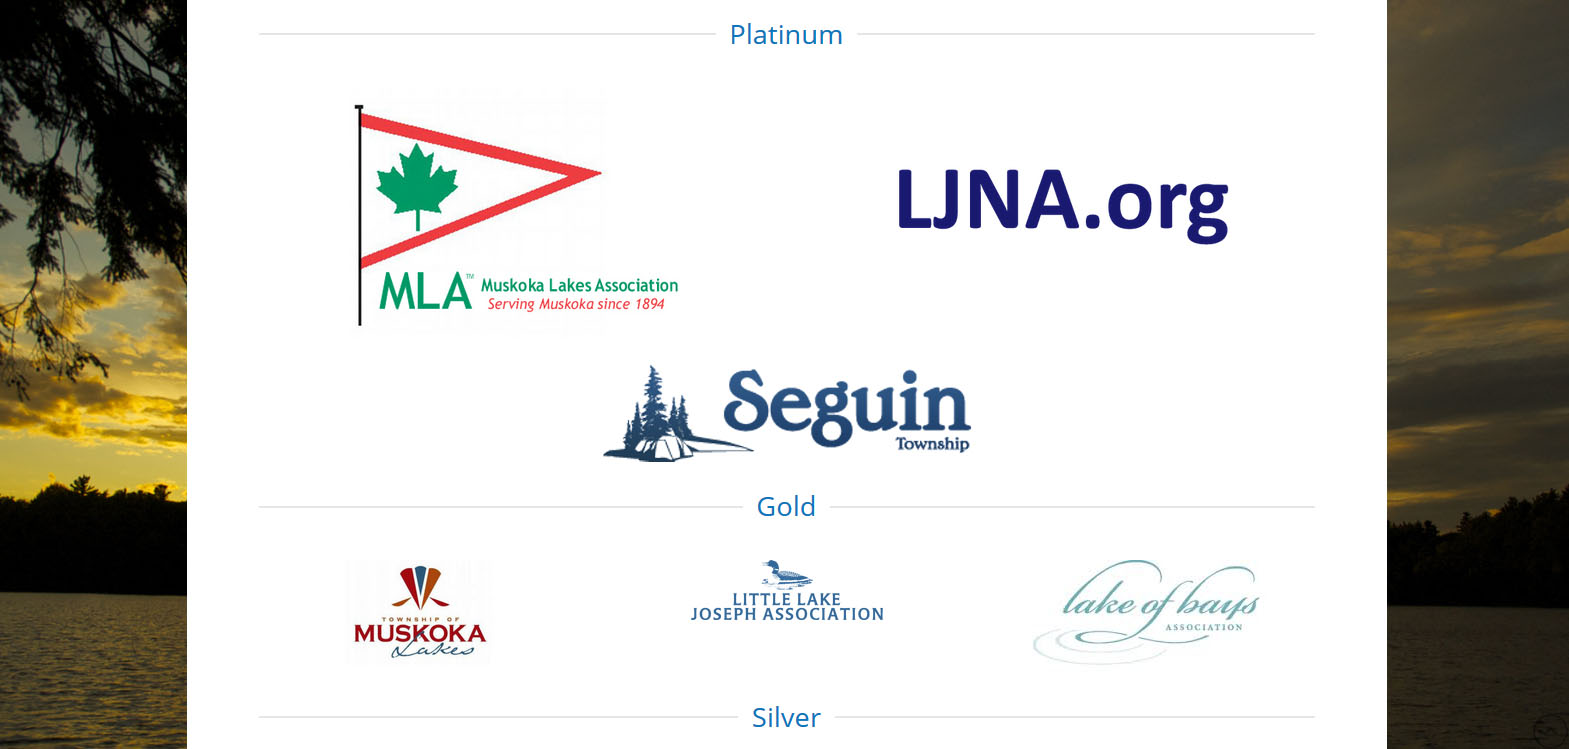 Platinum
MLA™ Muskoka Lakes Association
Serving Muskoka since 1894
LJNA.org
Seguin
Township
Gold
TOWNSHIP OF
MUSKOKA
Lakes
LITTLE LAKE
JOSEPH ASSOCIATION
lake of bays
ASSOCIATION
Silver